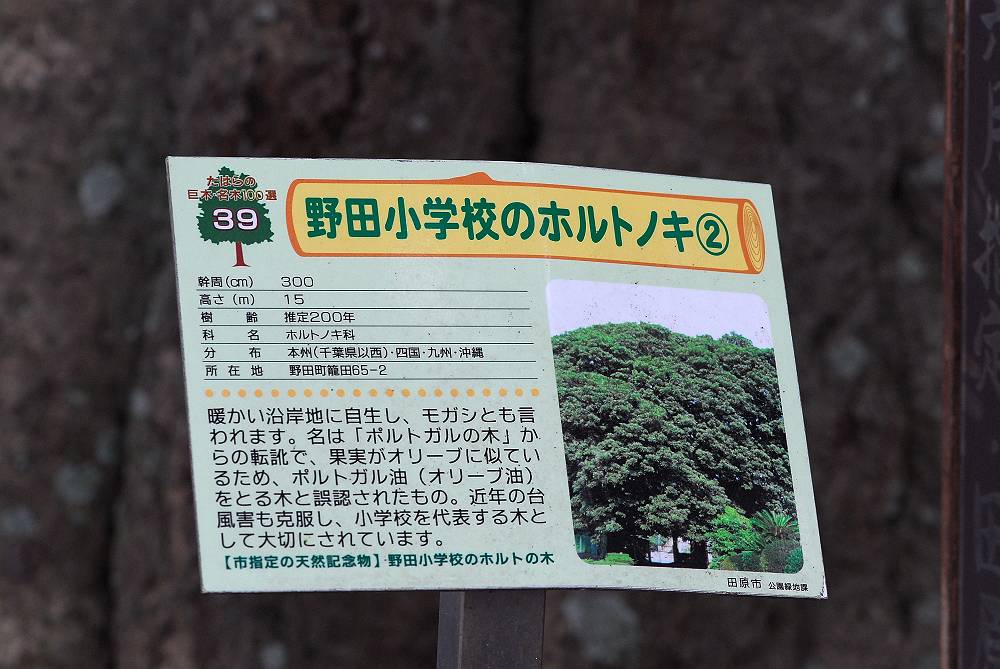 たはらの
巨木・名木100選
39
野田小学校のホルトノキ②
幹周(cm) 300
高さ(m) 15
樹齢 推定200年
科名 ホルトノキ科
分布 本州(千葉県以西)・四国・九州・沖縄
所在地 野田町籠田65-2
暖かい沿岸地に自生し、モガシとも言
われます。名は「ポルトガルの木」か
らの転訛で、果実がオリーブに似てい
るため、ポルトガル油(オリーブ油)
をとる木と誤認されたもの。近年の台
風害も克服し、小学校を代表する木と
して大切にされています。
【市指定の天然記念物】・野田小学校のホルトの木
田原市 公園緑地課